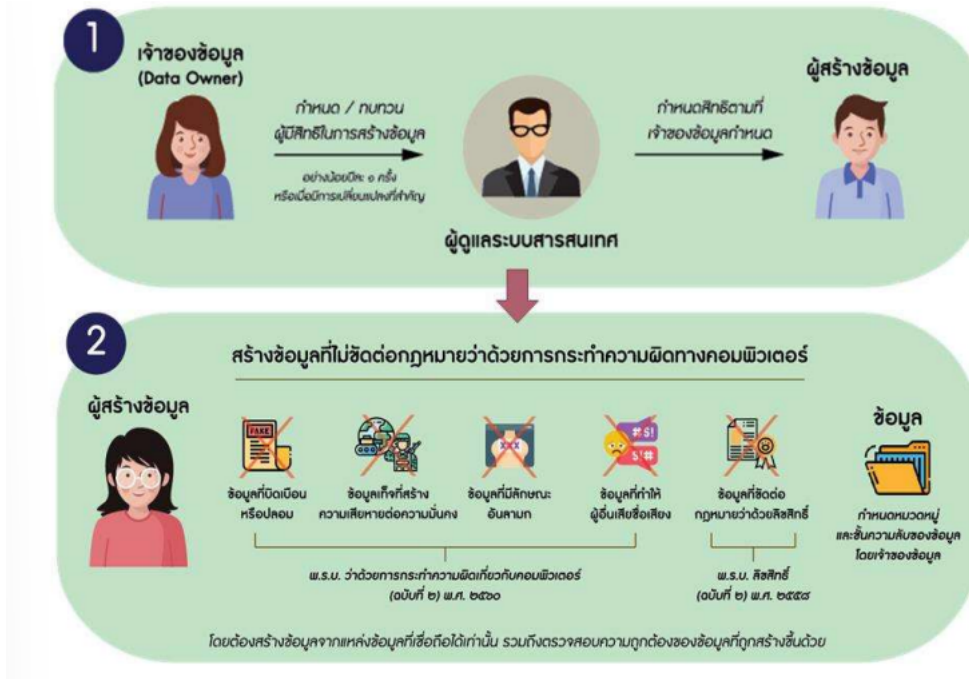 1
เจ้าของข้อมูล
(Data Owner)
กำหนด / ทบทวน
ผู้มีสิทธิในการสร้างข้อมูล
อย่างน้อยปีละ ๑ ครั้ง
หรือเมื่อมีการเปลี่ยนแปลงที่สำคัญ
ผู้ดูแลระบบสารสนเทศ
กำหนดสิทธิตามที่
เจ้าของข้อมูลกำหนด
ผู้สร้างข้อมูล
2
สร้างข้อมูลที่ไม่ขัดต่อกฎหมายว่าด้วยการกระทำความผิดทางคอมพิวเตอร์
ผู้สร้างข้อมูล
FAKE
ข้อมูลที่บิดเบือน
หรือปลอม
ข้อมูลเท็จที่สร้าง
ความเสียหายต่อความมั่นคง
XXX
ข้อมูลที่มีลักษณะ
อันลามก
#S!
S!#
ข้อมูลที่ทำให้
ผู้อื่นเสียชื่อเสียง
ข้อมูลที่ขัดต่อ
กฎหมายว่าด้วยลิขสิทธิ์
พ.ร.บ. ว่าด้วยการกระทำความผิดเกี่ยวกับคอมพิวเตอร์
(ฉบับที่ ๒) พ.ศ. ๒๕๖๐
พ.ร.บ. ลิขสิทธิ์
(ฉบับที่ ๒) พ.ศ. ๒๕๕๘
ข้อมูล
กำหนดหมวดหมู่
และชั้นความลับของข้อมูล
โดยเจ้าของข้อมูล
โดยต้องสร้างข้อมูลจากแหล่งข้อมูลที่เชื่อถือได้เท่านั้น รวมถึงตรวจสอบความถูกต้องของข้อมูลที่ถูกสร้างขึ้นด้วย